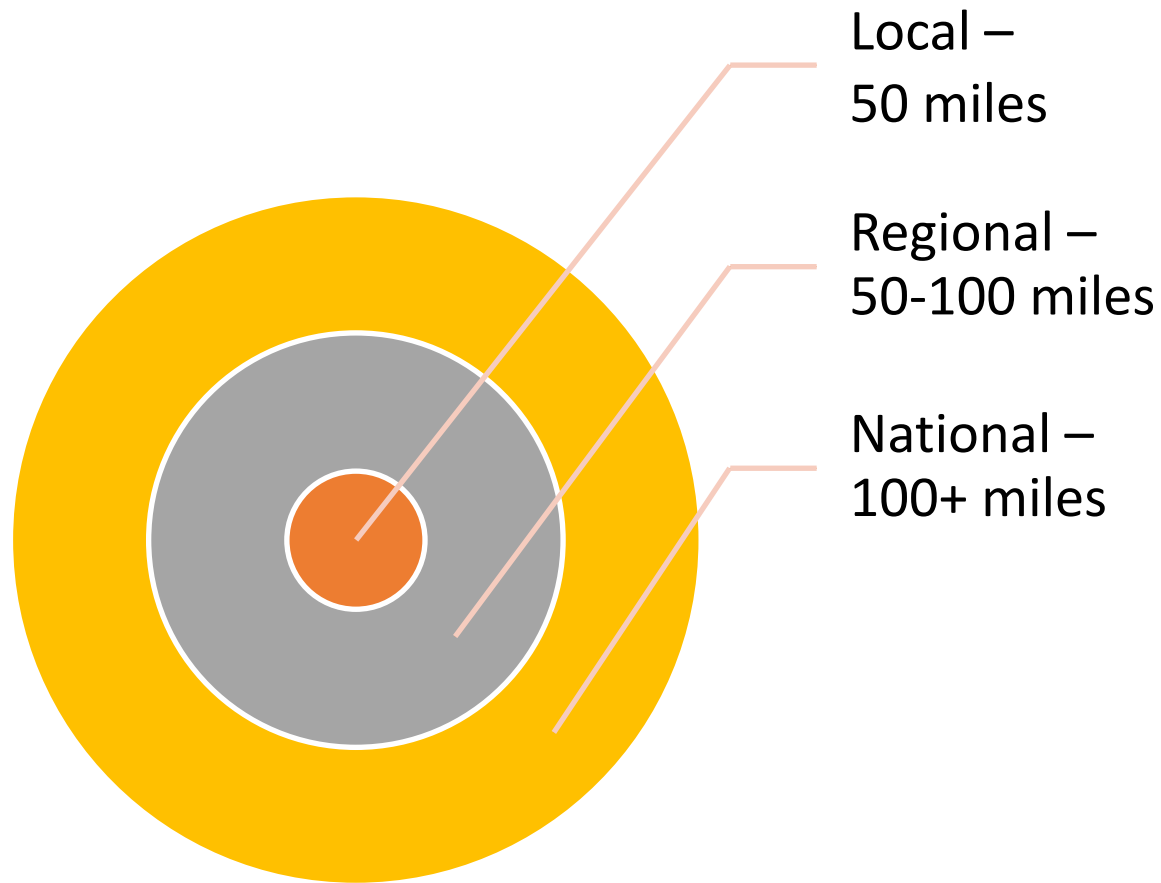 Local –
50 miles
Regional –
50-100 miles
National –
100+ miles